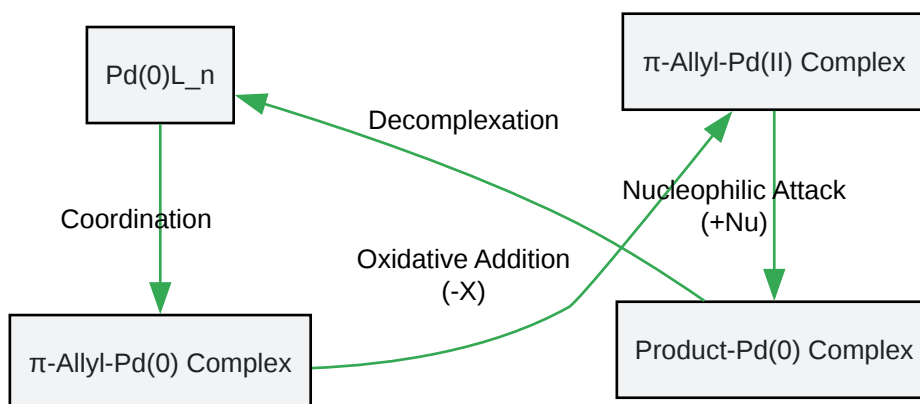 π-Allyl-Pd(II) Complex
Pd(0)L_n
Decomplexation
Nucleophilic Attack
(+Nu)
Coordination
Oxidative Addition
(-X)
Product-Pd(0) Complex
π-Allyl-Pd(0) Complex